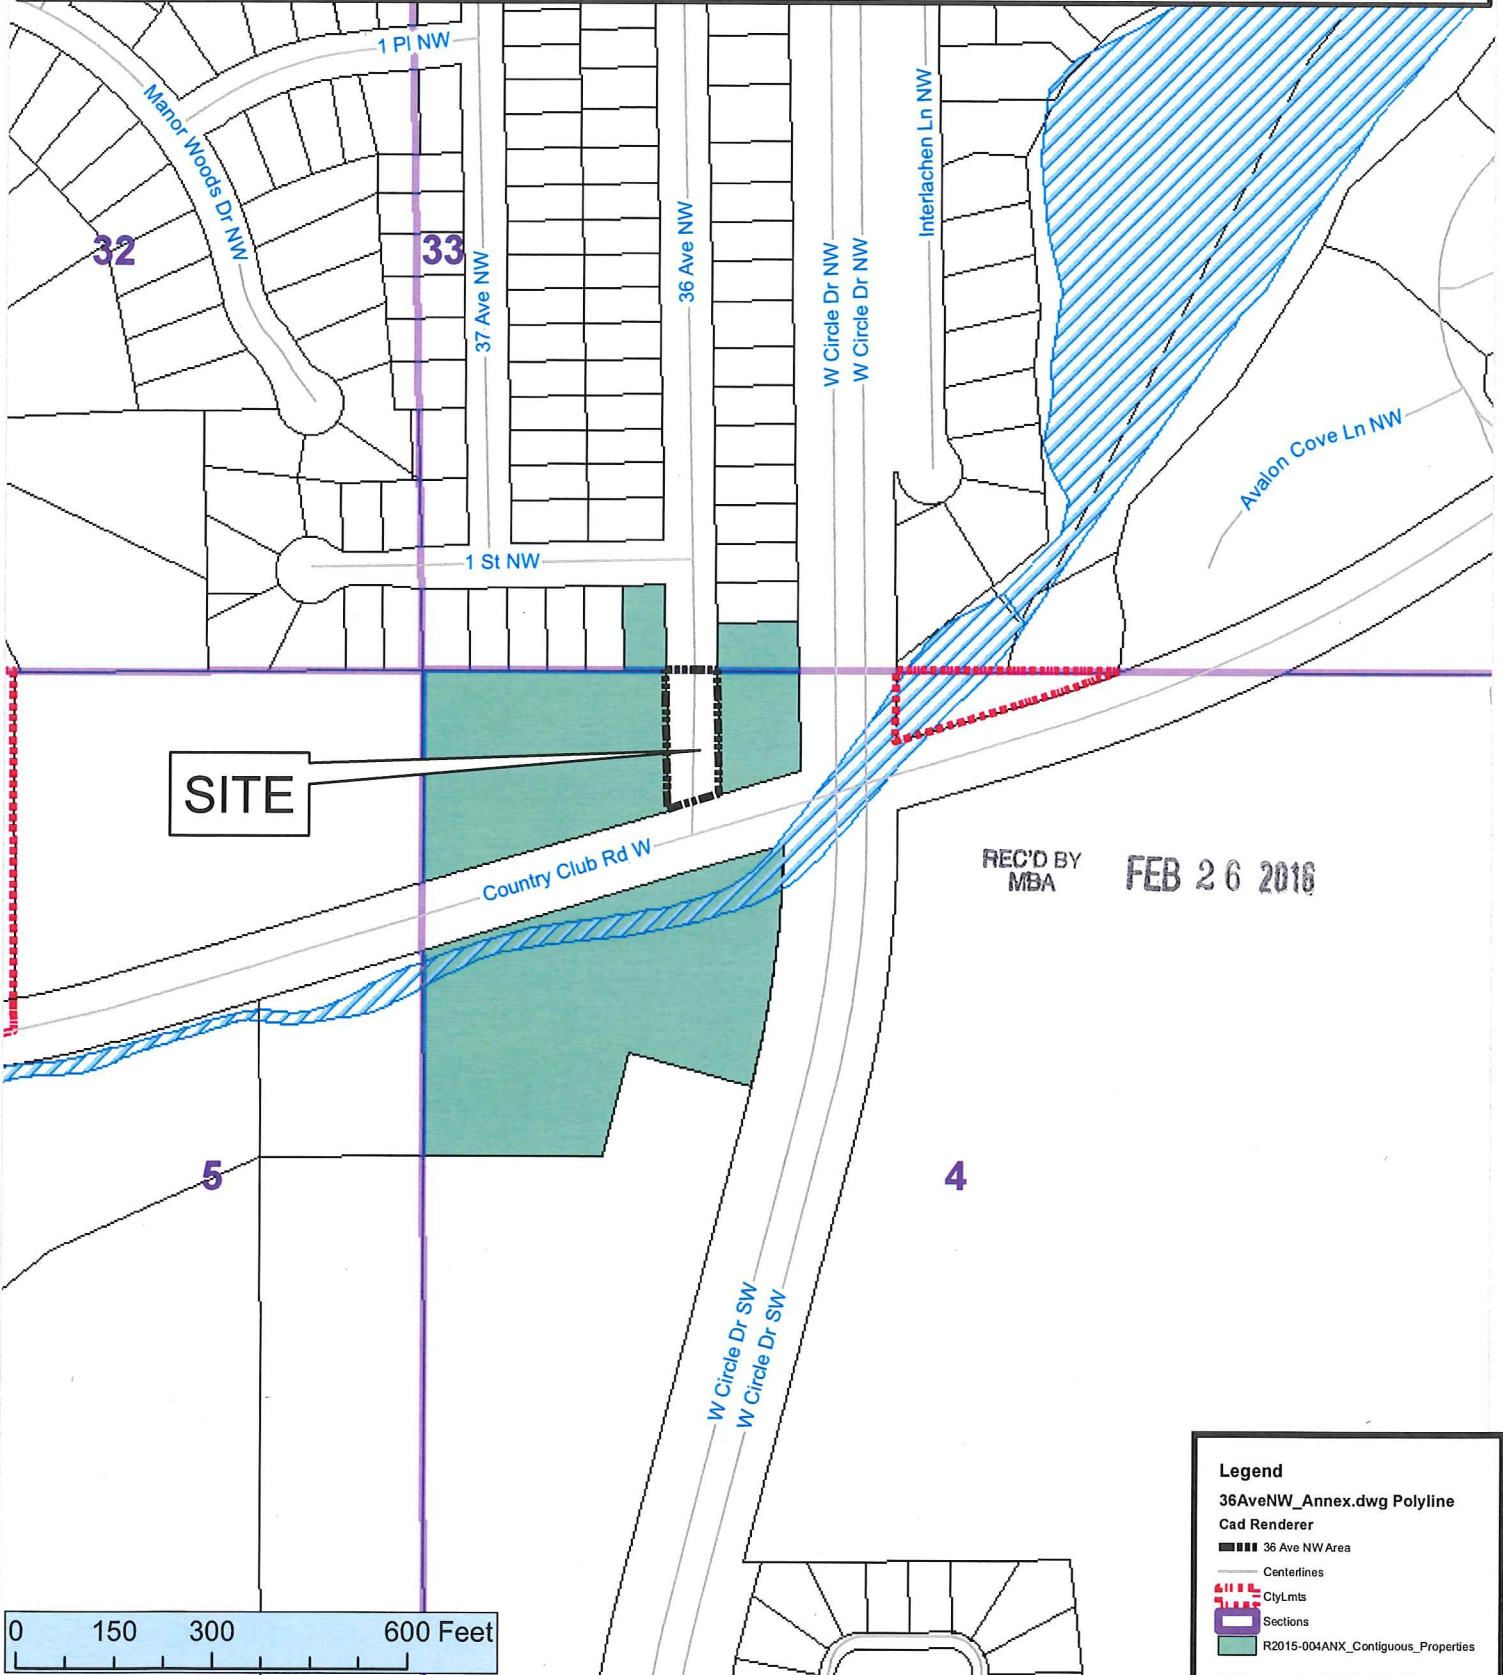 1 Pl NW
Manor Woods Dr NW
Interlachen Ln NW
32
33
37 Ave NW
36 Ave NW
W Circle Dr NW
W Circle Dr NW
Avalon Cove Ln NW
1 St NW
SITE
Country Club Rd W
REC'D BY
MBA
FEB 26 2016
5
4
W Circle Dr SW
W Circle Dr SW
Legend
36AveNW_Annex.dwg Polyline
Cad Renderer
36 Ave NW Area
Centerlines
CtyLmts
Sections
R2015-004ANX_Contiguous_Properties
0 150 300 600 Feet